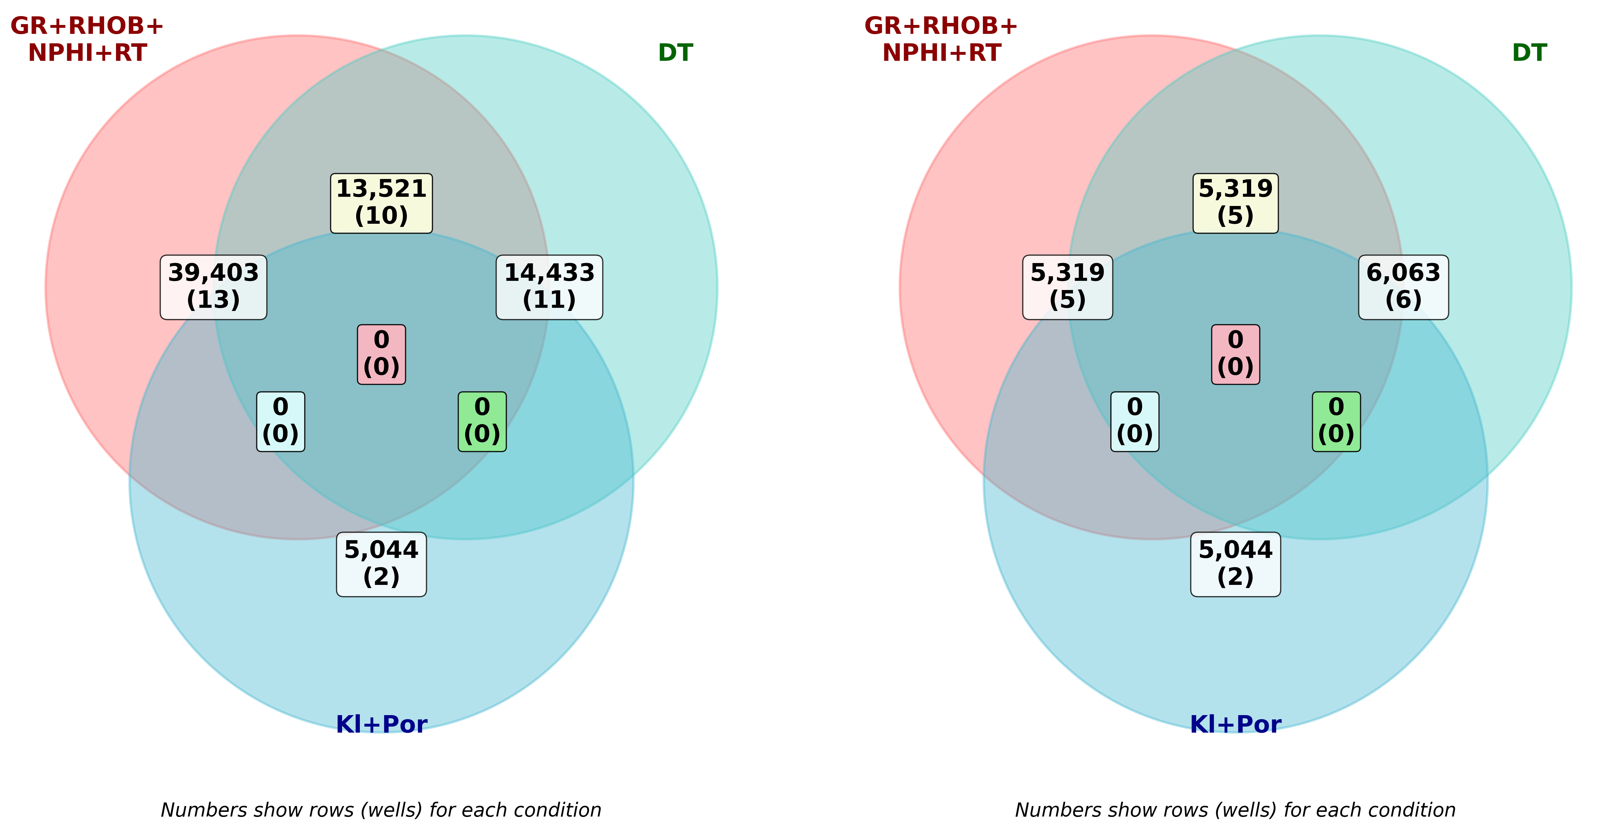 GR+RHOB+
NPHI+RT
DT
13,521
(10)
39,403
(13)
14,433
(11)
0
(0)
0
(0)
0
(0)
5,044
(2)
Kl+Por
Numbers show rows (wells) for each condition
GR+RHOB+
NPHI+RT
DT
5,319
(5)
5,319
(5)
6,063
(6)
0
(0)
0
(0)
0
(0)
5,044
(2)
Kl+Por
Numbers show rows (wells) for each condition